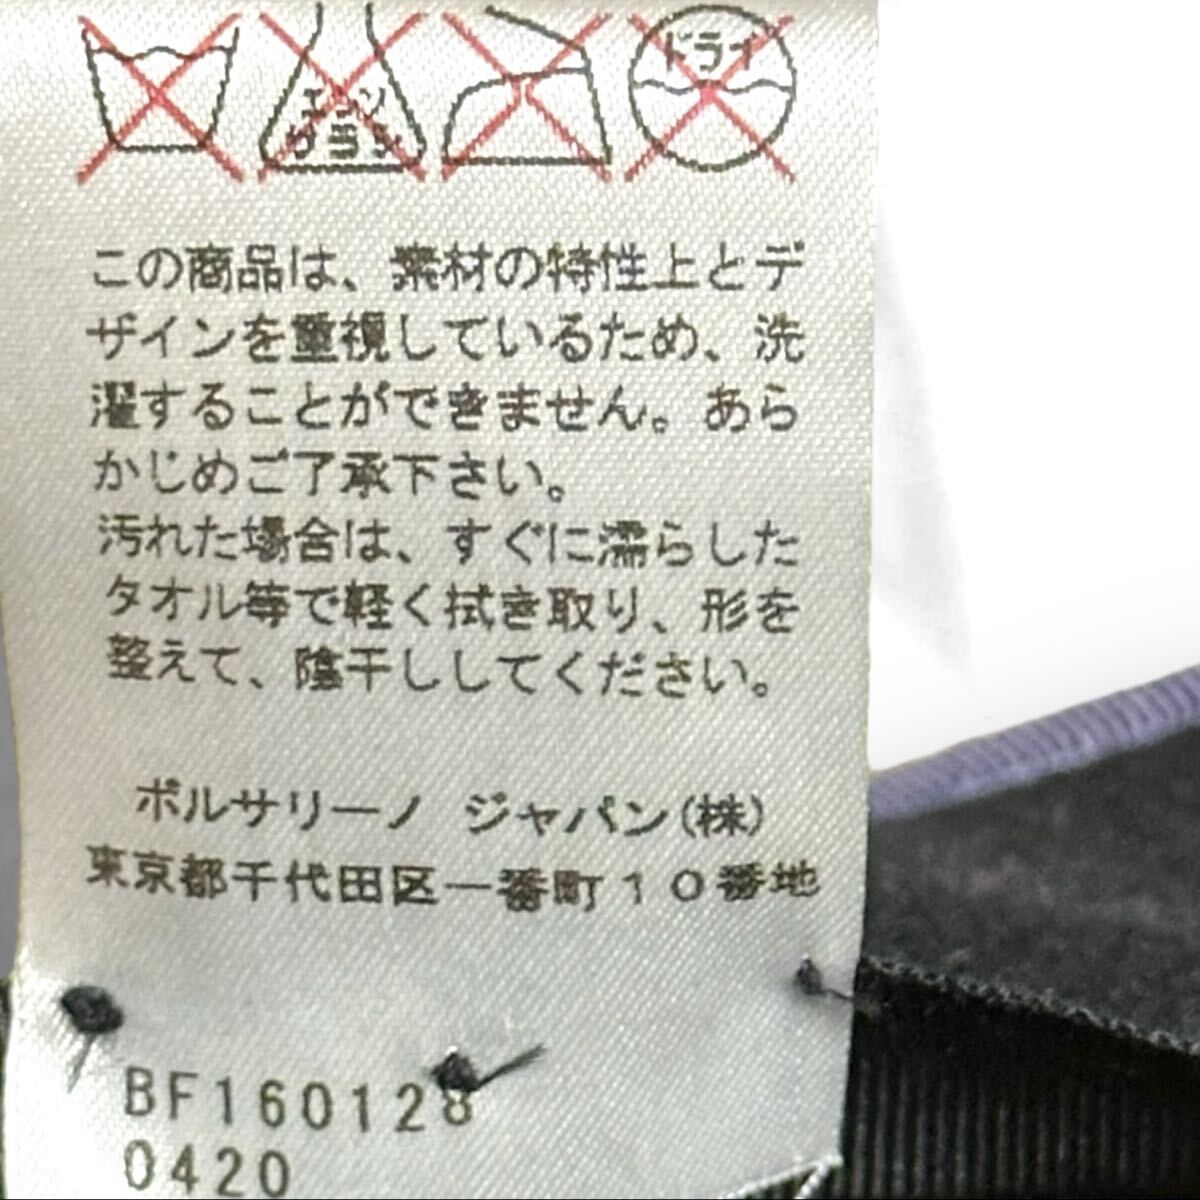 エンソ
サラシ
ドライ
この商品は、素材の特性上とデ
ザインを重視しているため、洗
濯することができません。あら
かじめご了承下さい。
汚れた場合は、すぐに濡らした
タオル等で軽く拭き取り、形を
整えて、陰干ししてください。
ボルサリーノ ジャパン(株)
東京都千代田区一番町10番地
BF160128
0420